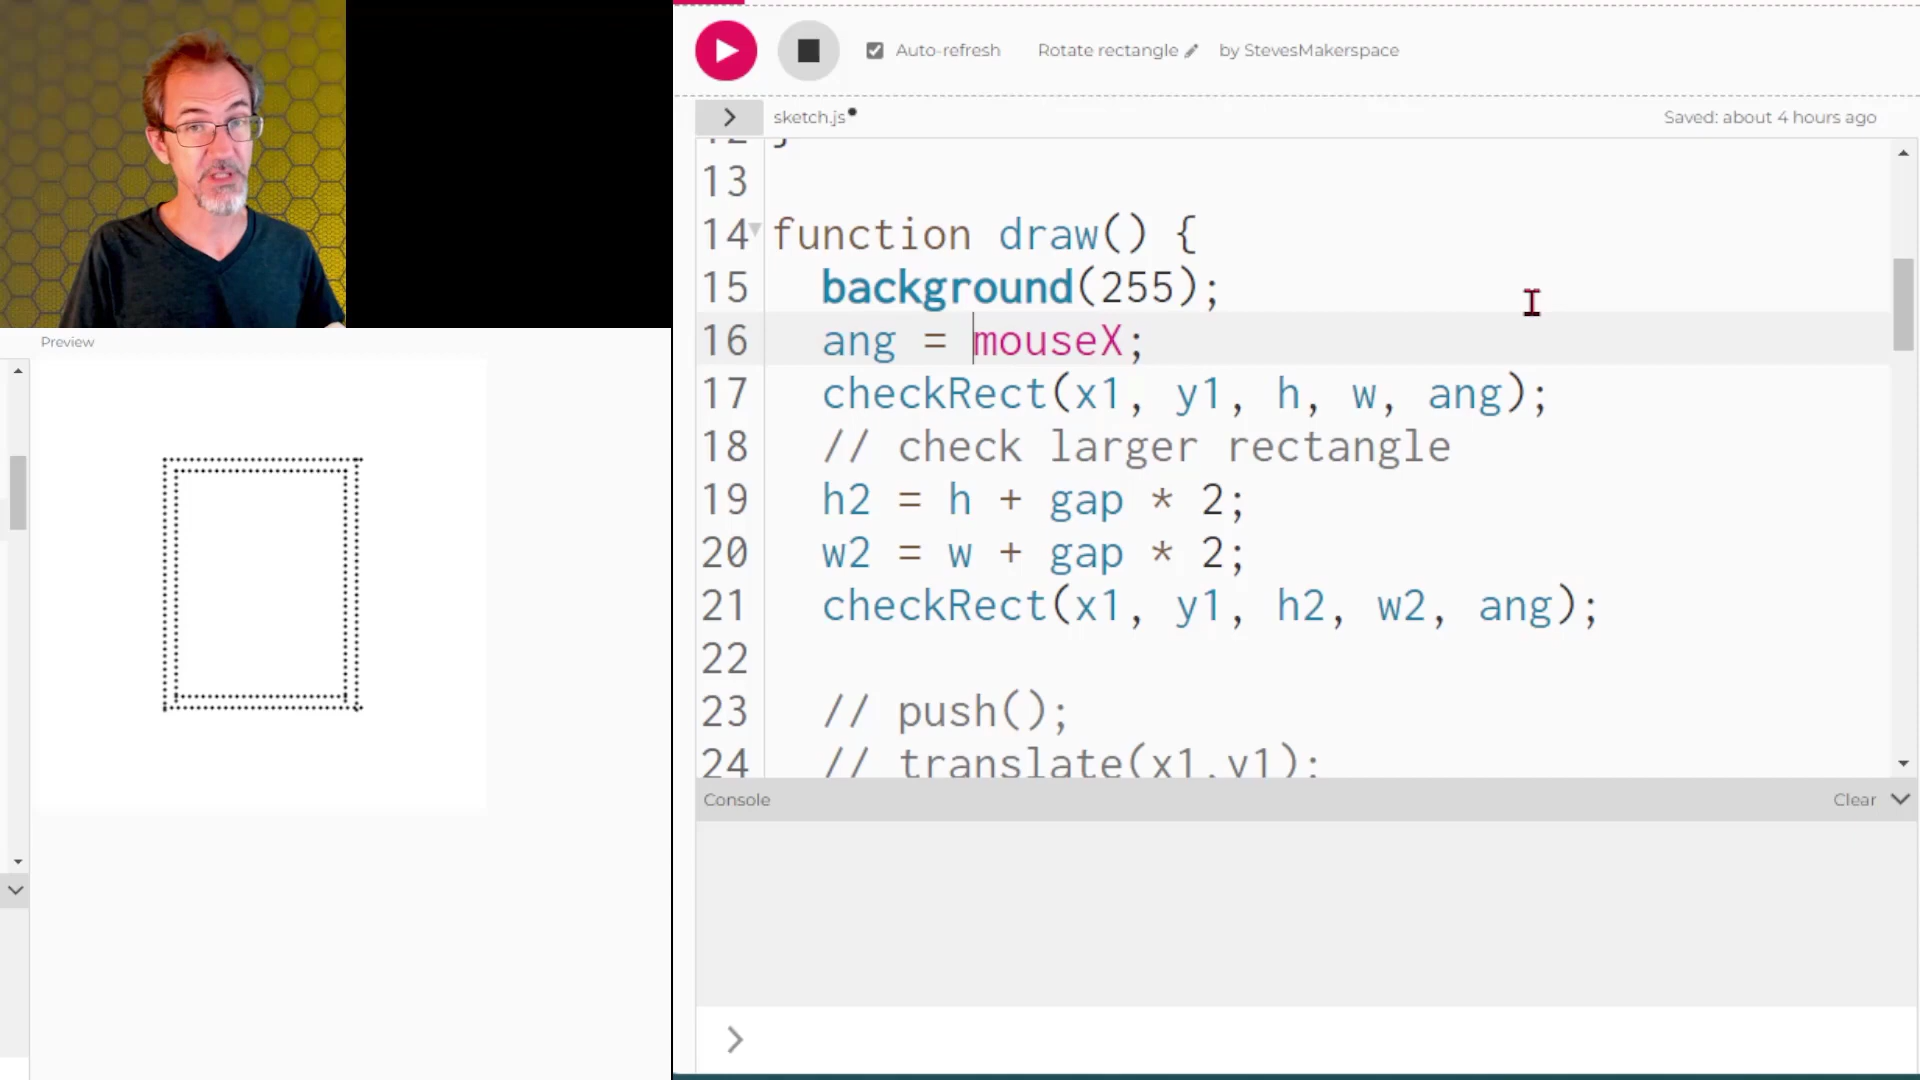 Auto-refresh
Rotate rectangle
by StevesMakerspace
sketch.js
Saved: about 4 hours ago
12 }
13
14 function draw() {
15 background(255);
16 ang = mouseX;
17 checkRect(x1, y1, h, w, ang);
18 // check larger rectangle
19 h2 = h + gap * 2;
20 w2 = w + gap * 2;
21 checkRect(x1, y1, h2, w2, ang);
22
23 // push();
24 // translate(x1,y1);
Preview
Console
Clear